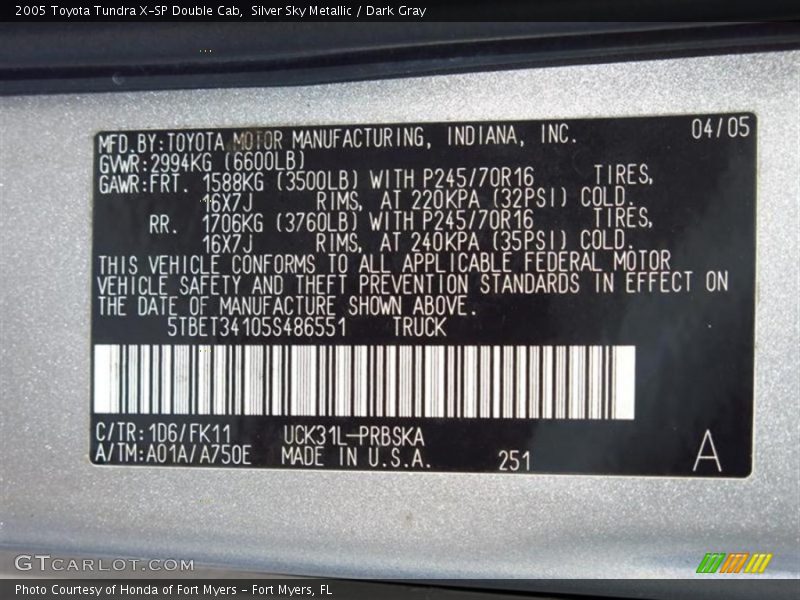 2005 Toyota Tundra X-SP Double Cab,  Silver Sky Metallic / Dark Gray
MFD.BY:TOYOTA MOTOR MANUFACTURING, INDIANA, INC. 04/05
GVWR:2994KG (6600LB)
GAWR:FRT. 1588KG (3500LB) WITH P245/70R16 TIRES,
16X7J RIMS, AT 220KPA (32PSI) COLD.
RR. 1706KG (3760LB) WITH P245/70R16 TIRES,
16X7J RIMS, AT 240KPA (35PSI) COLD.
THIS VEHICLE CONFORMS TO ALL APPLICABLE FEDERAL MOTOR
VEHICLE SAFETY AND THEFT PREVENTION STANDARDS IN EFFECT ON
THE DATE OF MANUFACTURE SHOWN ABOVE.
5TBET34105S486551 TRUCK
C/TR:1D6/FK11 UCK31L-PRBSKA
A/TM:A01A/A750E MADE IN U.S.A. 251 A
GTCARLOT.COM
Photo Courtesy of Honda of Fort Myers - Fort Myers, FL